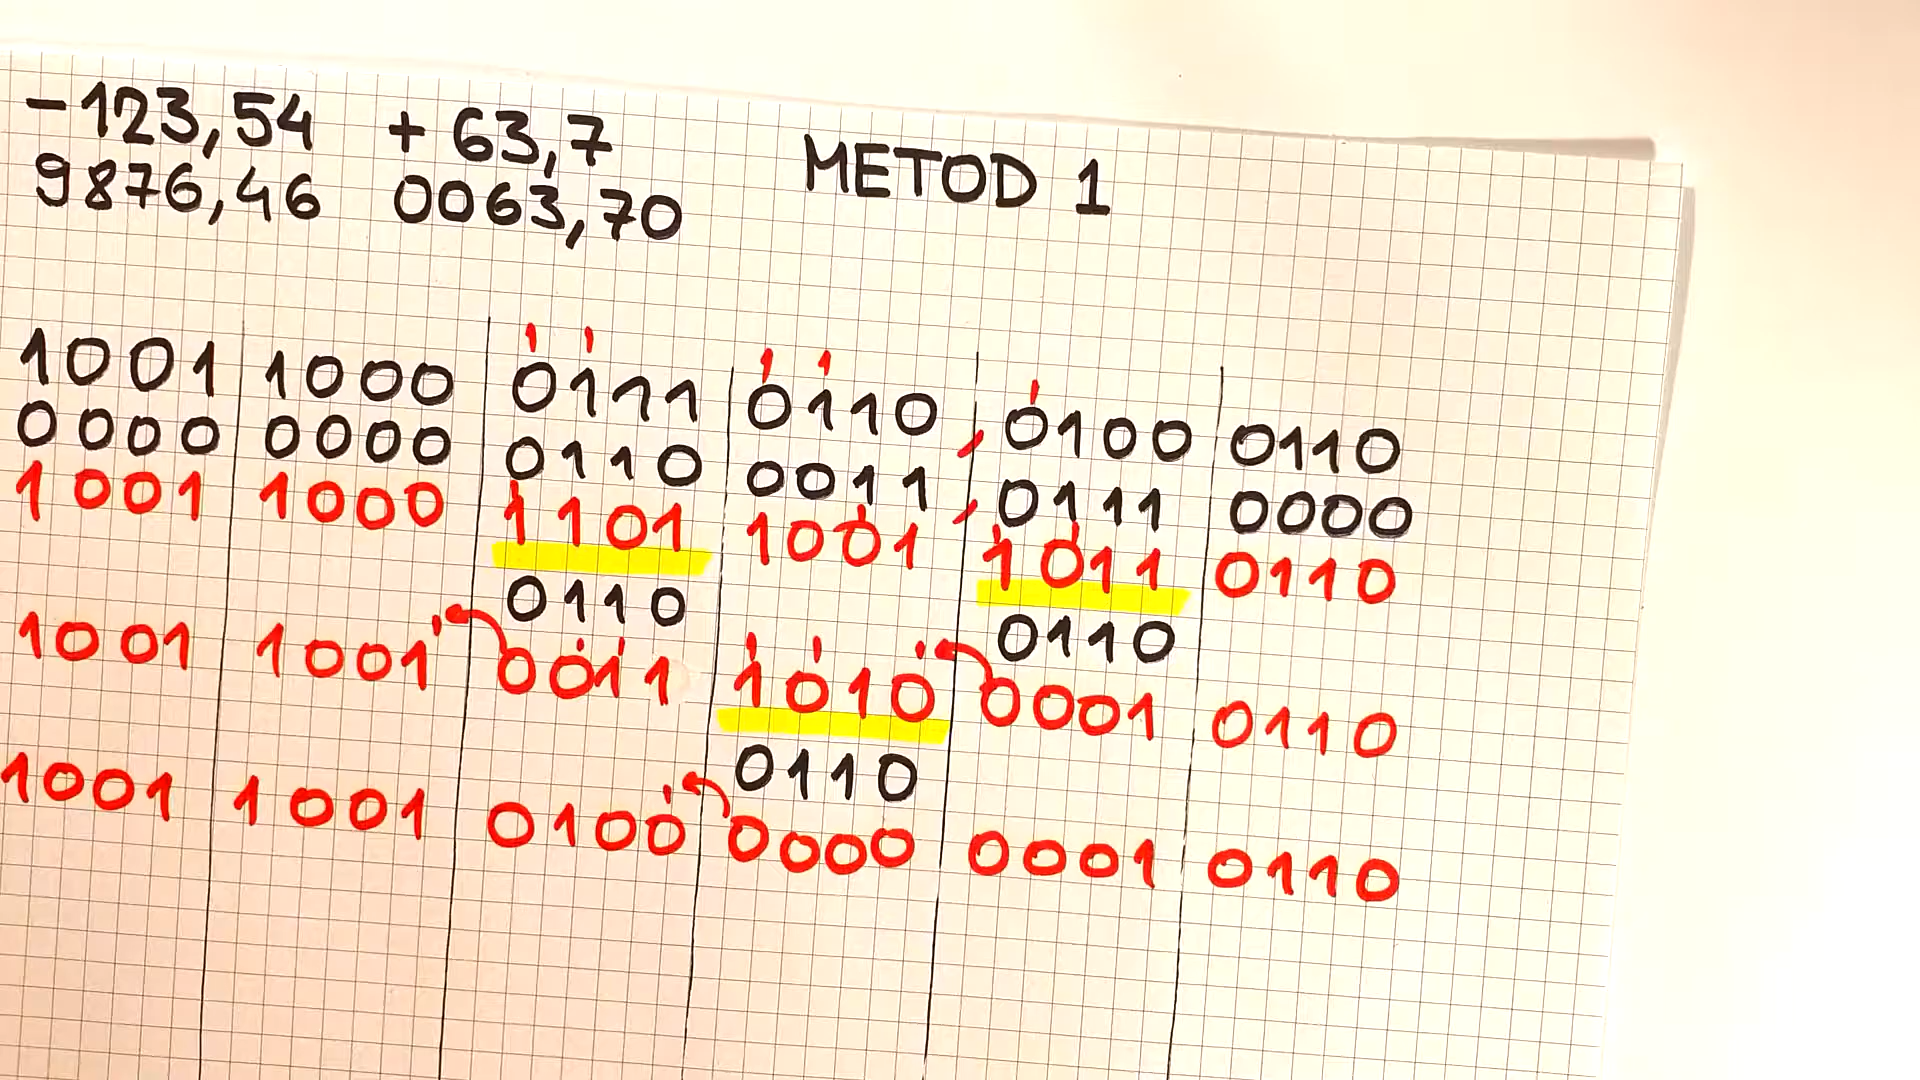 -123,54 + 63,7
9876,46 0063,70
METOD 1
1001 1000 0111 0110, 0100 0110
0000 0000 0110 0011, 0111 0000
1001 1000 1101 1001 1011 0110
0110 0110
1001 1001 0011 1010 0001 0110
0110
1001 1001 0100 0000 0001 0110